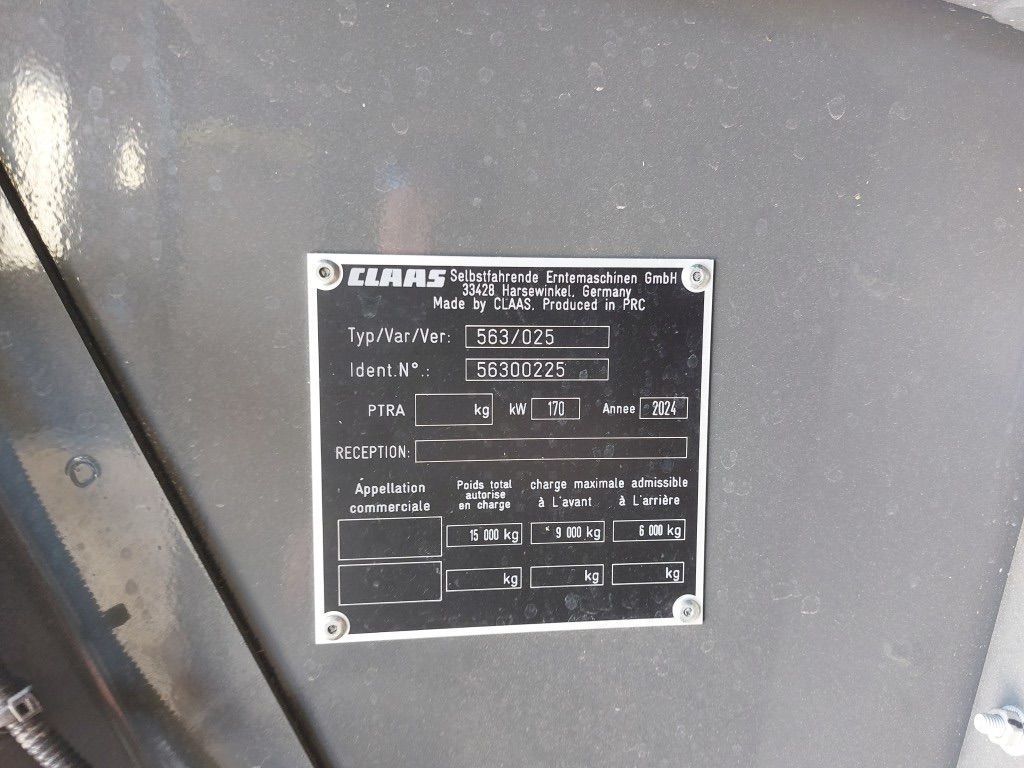 CLAAS Selbstfahrende Erntemaschinen GmbH
33428 Harsewinkel, Germany
Made by CLAAS. Produced in PRC
Typ/Var/Ver: 563/025
Ident.N°.: 56300225
PTRA kg kW 170 Annee 2024
RECEPTION:
Appellation commerciale
Poids total autorise en charge
charge maximale admissible
à L'avant à L'arrière
15 000 kg 9 000 kg 6 000 kg
kg kg kg